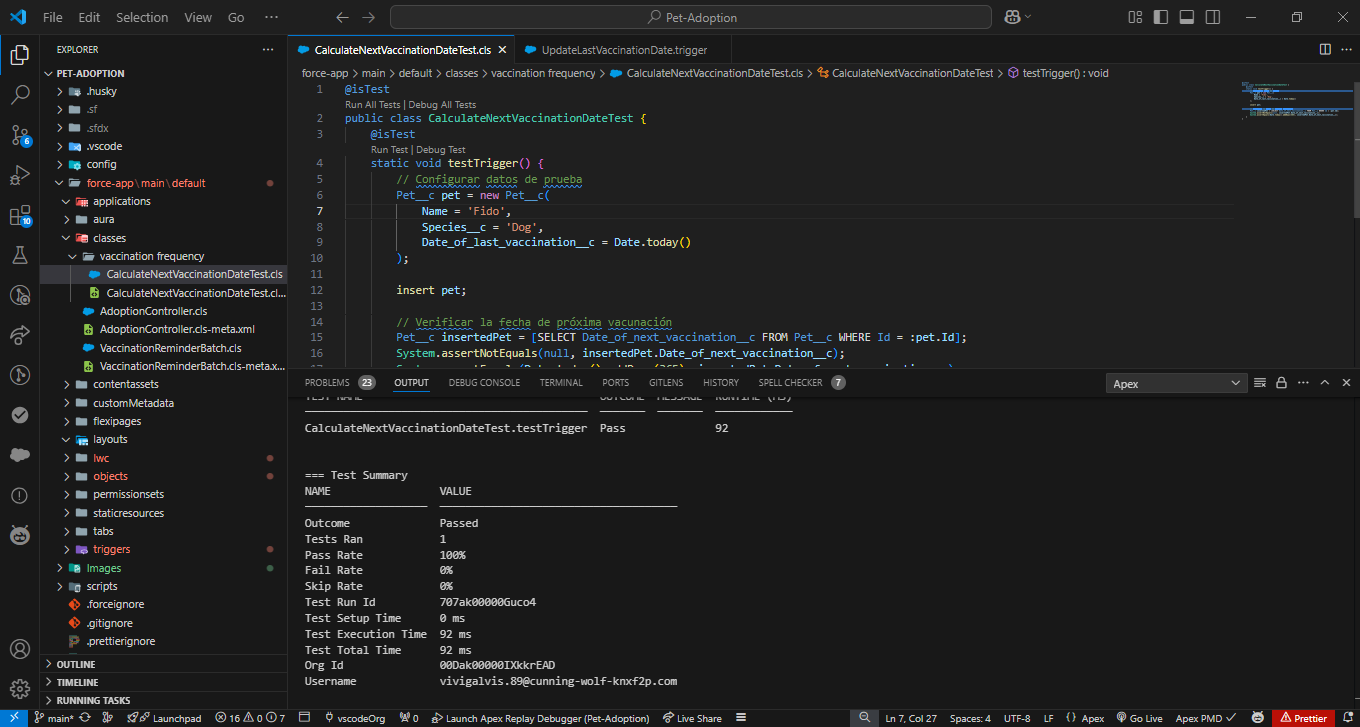 File Edit Selection View Go ··· Pet-Adoption
EXPLORER ···
PET-ADOPTION
.husky
.sf
.sfdx
.vscode
config
force-app\main\default
applications
aura
classes
vaccination frequency
CalculateNextVaccinationDateTest.cls
CalculateNextVaccinationDateTest.cl...
AdoptionController.cls
AdoptionController.cls-meta.xml
VaccinationReminderBatch.cls
VaccinationReminderBatch.cls-meta.x...
contentassets
customMetadata
flexipages
layouts
lwc
objects
permissionsets
staticresources
tabs
triggers
Images
scripts
.forceignore
.gitignore
.prettierignore
OUTLINE
TIMELINE
RUNNING TASKS
6
10
CalculateNextVaccinationDateTest.cls UpdateLastVaccinationDate.trigger
force-app > main > default > classes > vaccination frequency > CalculateNextVaccinationDateTest.cls > CalculateNextVaccinationDateTest > testTrigger() : void
1 @isTest
Run All Tests | Debug All Tests
2 public class CalculateNextVaccinationDateTest {
3 @isTest
Run Test | Debug Test
4 static void testTrigger() {
5 // Configurar datos de prueba
6 Pet__c pet = new Pet__c(
7 Name = 'Fido',
8 Species__c = 'Dog',
9 Date_of_last_vaccination__c = Date.today()
10 );
11
12 insert pet;
13
14 // Verificar la fecha de próxima vacunación
15 Pet__c insertedPet = [SELECT Date_of_next_vaccination__c FROM Pet__c WHERE Id = :pet.Id];
16 System.assertNotEquals(null, insertedPet.Date_of_next_vaccination__c);
PROBLEMS 23 OUTPUT DEBUG CONSOLE TERMINAL PORTS GITLENS HISTORY SPELL CHECKER 7 Apex
TEST NAME OUTCOME MESSAGE RUNTIME (MS)
CalculateNextVaccinationDateTest.testTrigger Pass 92
=== Test Summary
NAME VALUE
Outcome Passed
Tests Ran 1
Pass Rate 100%
Fail Rate 0%
Skip Rate 0%
Test Run Id 707ak00000Guco4
Test Setup Time 0 ms
Test Execution Time 92 ms
Test Total Time 92 ms
Org Id 00Dak00000IXkkrEAD
Username vivigalvis.89@cunning-wolf-knxf2p.com
main* Launchpad 16 0 7 vscodeOrg 0 Launch Apex Replay Debugger (Pet-Adoption) Live Share Ln 7, Col 27 Spaces: 4 UTF-8 LF {} Apex Go Live Apex PMD Prettier